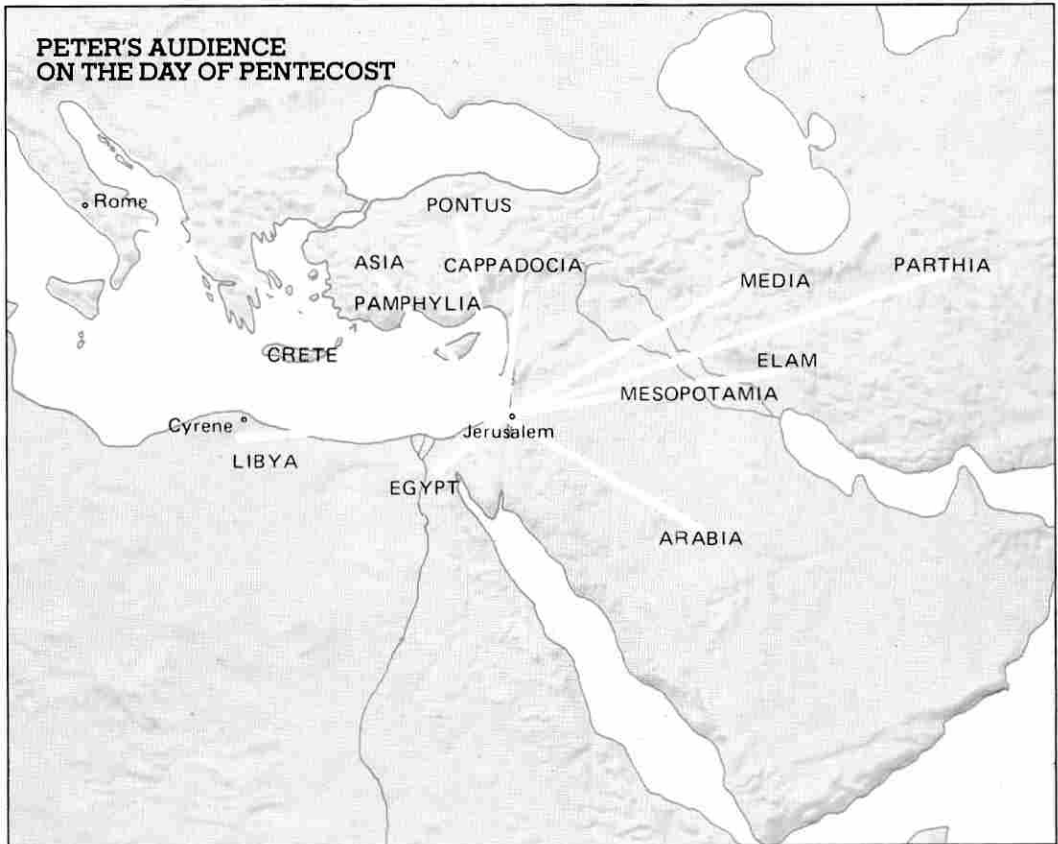 PETER'S AUDIENCE
ON THE DAY OF PENTECOST
Rome
PONTUS
ASIA
CAPPADOCIA
MEDIA
PARTHIA
PAMPHYLIA
CRETE
ELAM
MESOPOTAMIA
Cyrene
Jerusalem
LIBYA
EGYPT
ARABIA